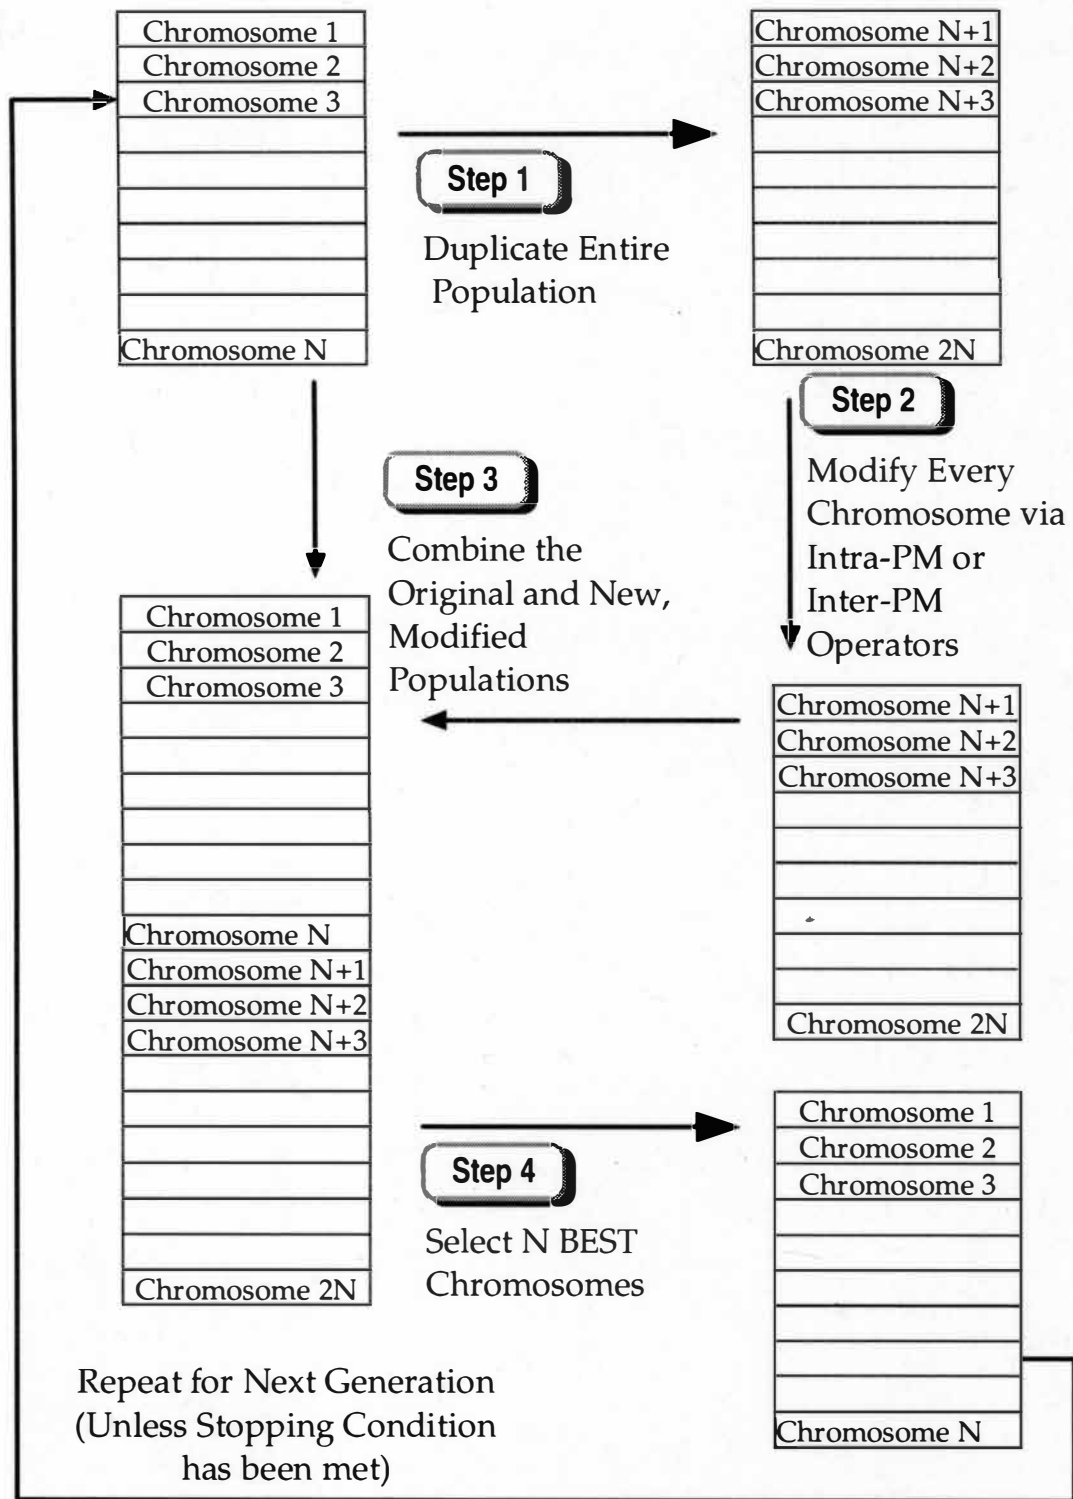 Chromosome 1
Chromosome 2
Chromosome 3
Chromosome N
Step 1
Duplicate Entire
Population
Chromosome N+1
Chromosome N+2
Chromosome N+3
Chromosome 2N
Step 2
Modify Every
Chromosome via
Intra-PM or
Inter-PM
Operators
Chromosome N+1
Chromosome N+2
Chromosome N+3
Chromosome 2N
Step 3
Combine the
Original and New,
Modified
Populations
Chromosome 1
Chromosome 2
Chromosome 3
Chromosome N
Chromosome N+1
Chromosome N+2
Chromosome N+3
Chromosome 2N
Step 4
Select N BEST
Chromosomes
Chromosome 1
Chromosome 2
Chromosome 3
Chromosome N
Repeat for Next Generation
(Unless Stopping Condition
has been met)